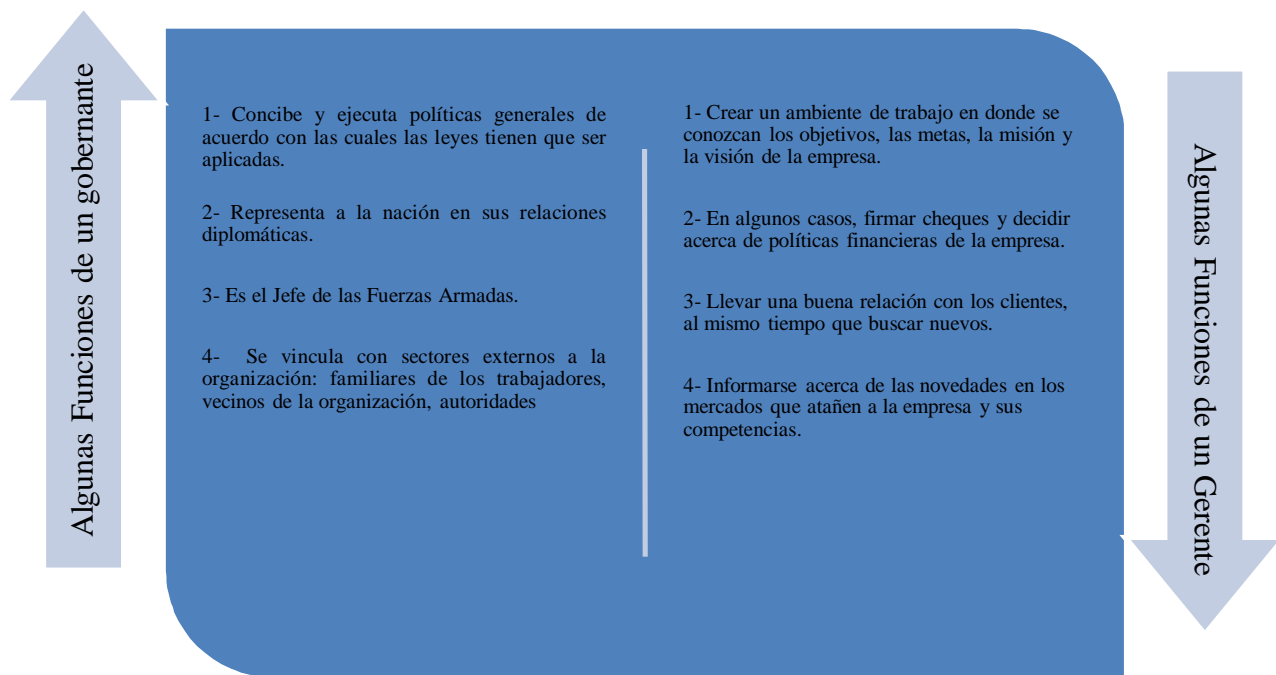 Algunas Funciones de un gobernante
1- Concibe y ejecuta políticas generales de
acuerdo con las cuales las leyes tienen que ser
aplicadas.
2- Representa a la nación en sus relaciones
diplomáticas.
3- Es el Jefe de las Fuerzas Armadas.
4- Se vincula con sectores externos a la
organización: familiares de los trabajadores,
vecinos de la organización, autoridades
1- Crear un ambiente de trabajo en donde se
conozcan los objetivos, las metas, la misión y
la visión de la empresa.
2- En algunos casos, firmar cheques y decidir
acerca de políticas financieras de la empresa.
3- Llevar una buena relación con los clientes,
al mismo tiempo que buscar nuevos.
4- Informarse acerca de las novedades en los
mercados que atañen a la empresa y sus
competencias.
Algunas Funciones de un Gerente